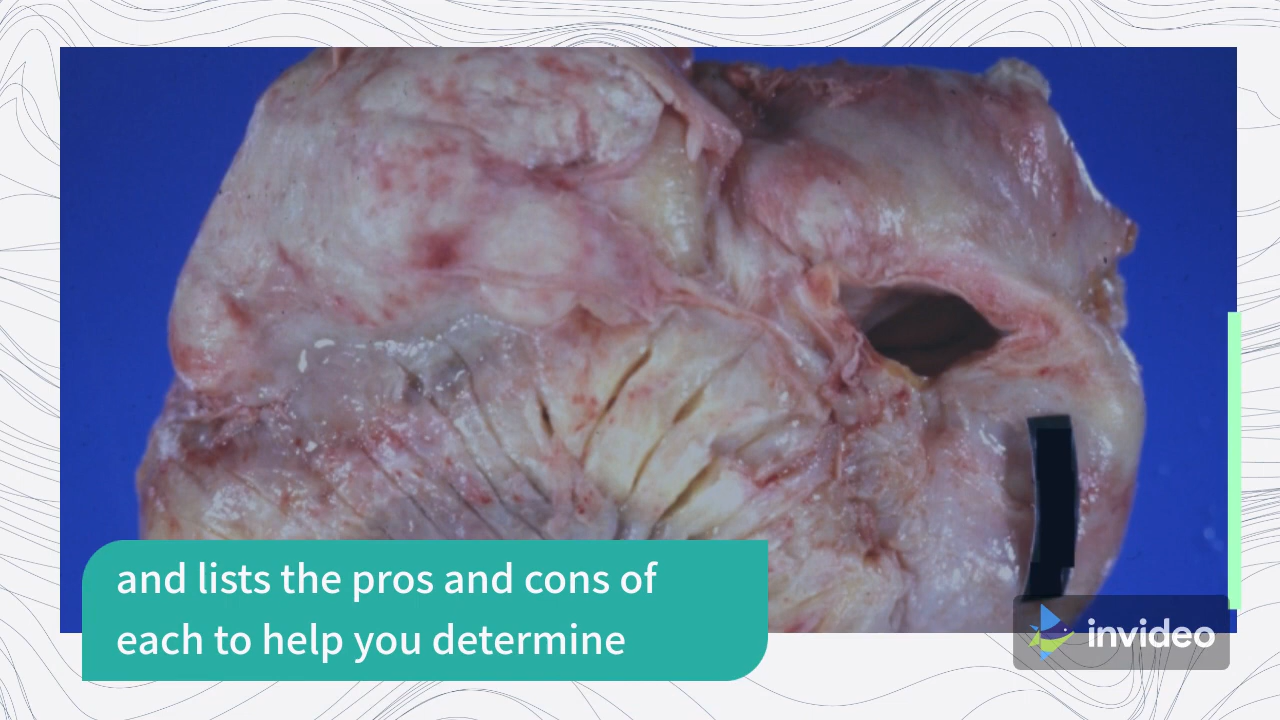 and lists the pros and cons of
each to help you determine
invideo